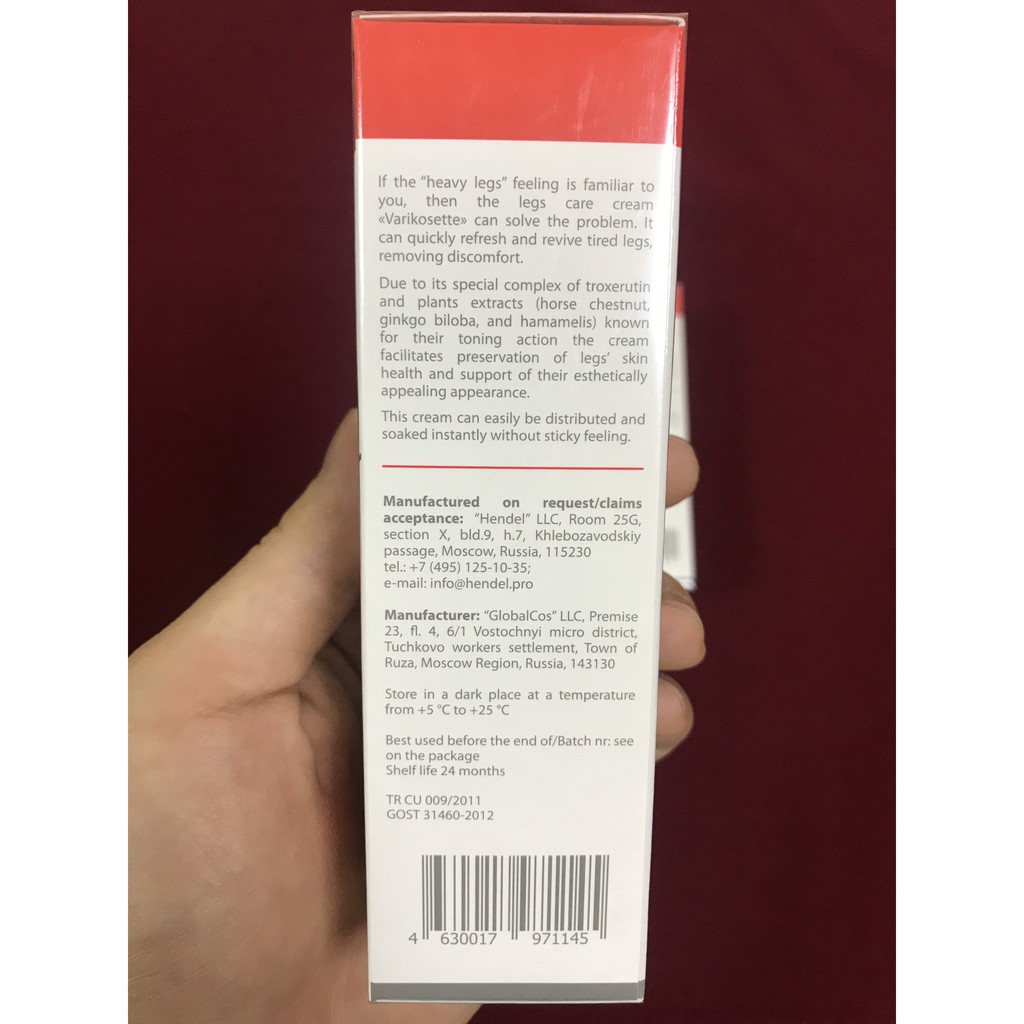 If the “heavy legs” feeling is familiar to
you, then the legs care cream
«Varikosette» can solve the problem. It
can quickly refresh and revive tired legs,
removing discomfort.
Due to its special complex of troxerutin
and plants extracts (horse chestnut,
ginkgo biloba, and hamamelis) known
for their toning action the cream
facilitates preservation of legs’ skin
health and support of their esthetically
appealing appearance.
This cream can easily be distributed and
soaked instantly without sticky feeling.
Manufactured on request/claims
acceptance: “Hendel” LLC, Room 25G,
section X, bld.9, h.7, Khlebozavodskiy
passage, Moscow, Russia, 115230
tel.: +7 (495) 125-10-35;
e-mail: info@hendel.pro
Manufacturer: “GlobalCos” LLC, Premise
23, fl. 4, 6/1 Vostochnyi micro district,
Tuchkovo workers settlement, Town of
Ruza, Moscow Region, Russia, 143130
Store in a dark place at a temperature
from +5 °C to +25 °C
Best used before the end of/Batch nr: see
on the package
Shelf life 24 months
TR CU 009/2011
GOST 31460-2012
4 630017 971145